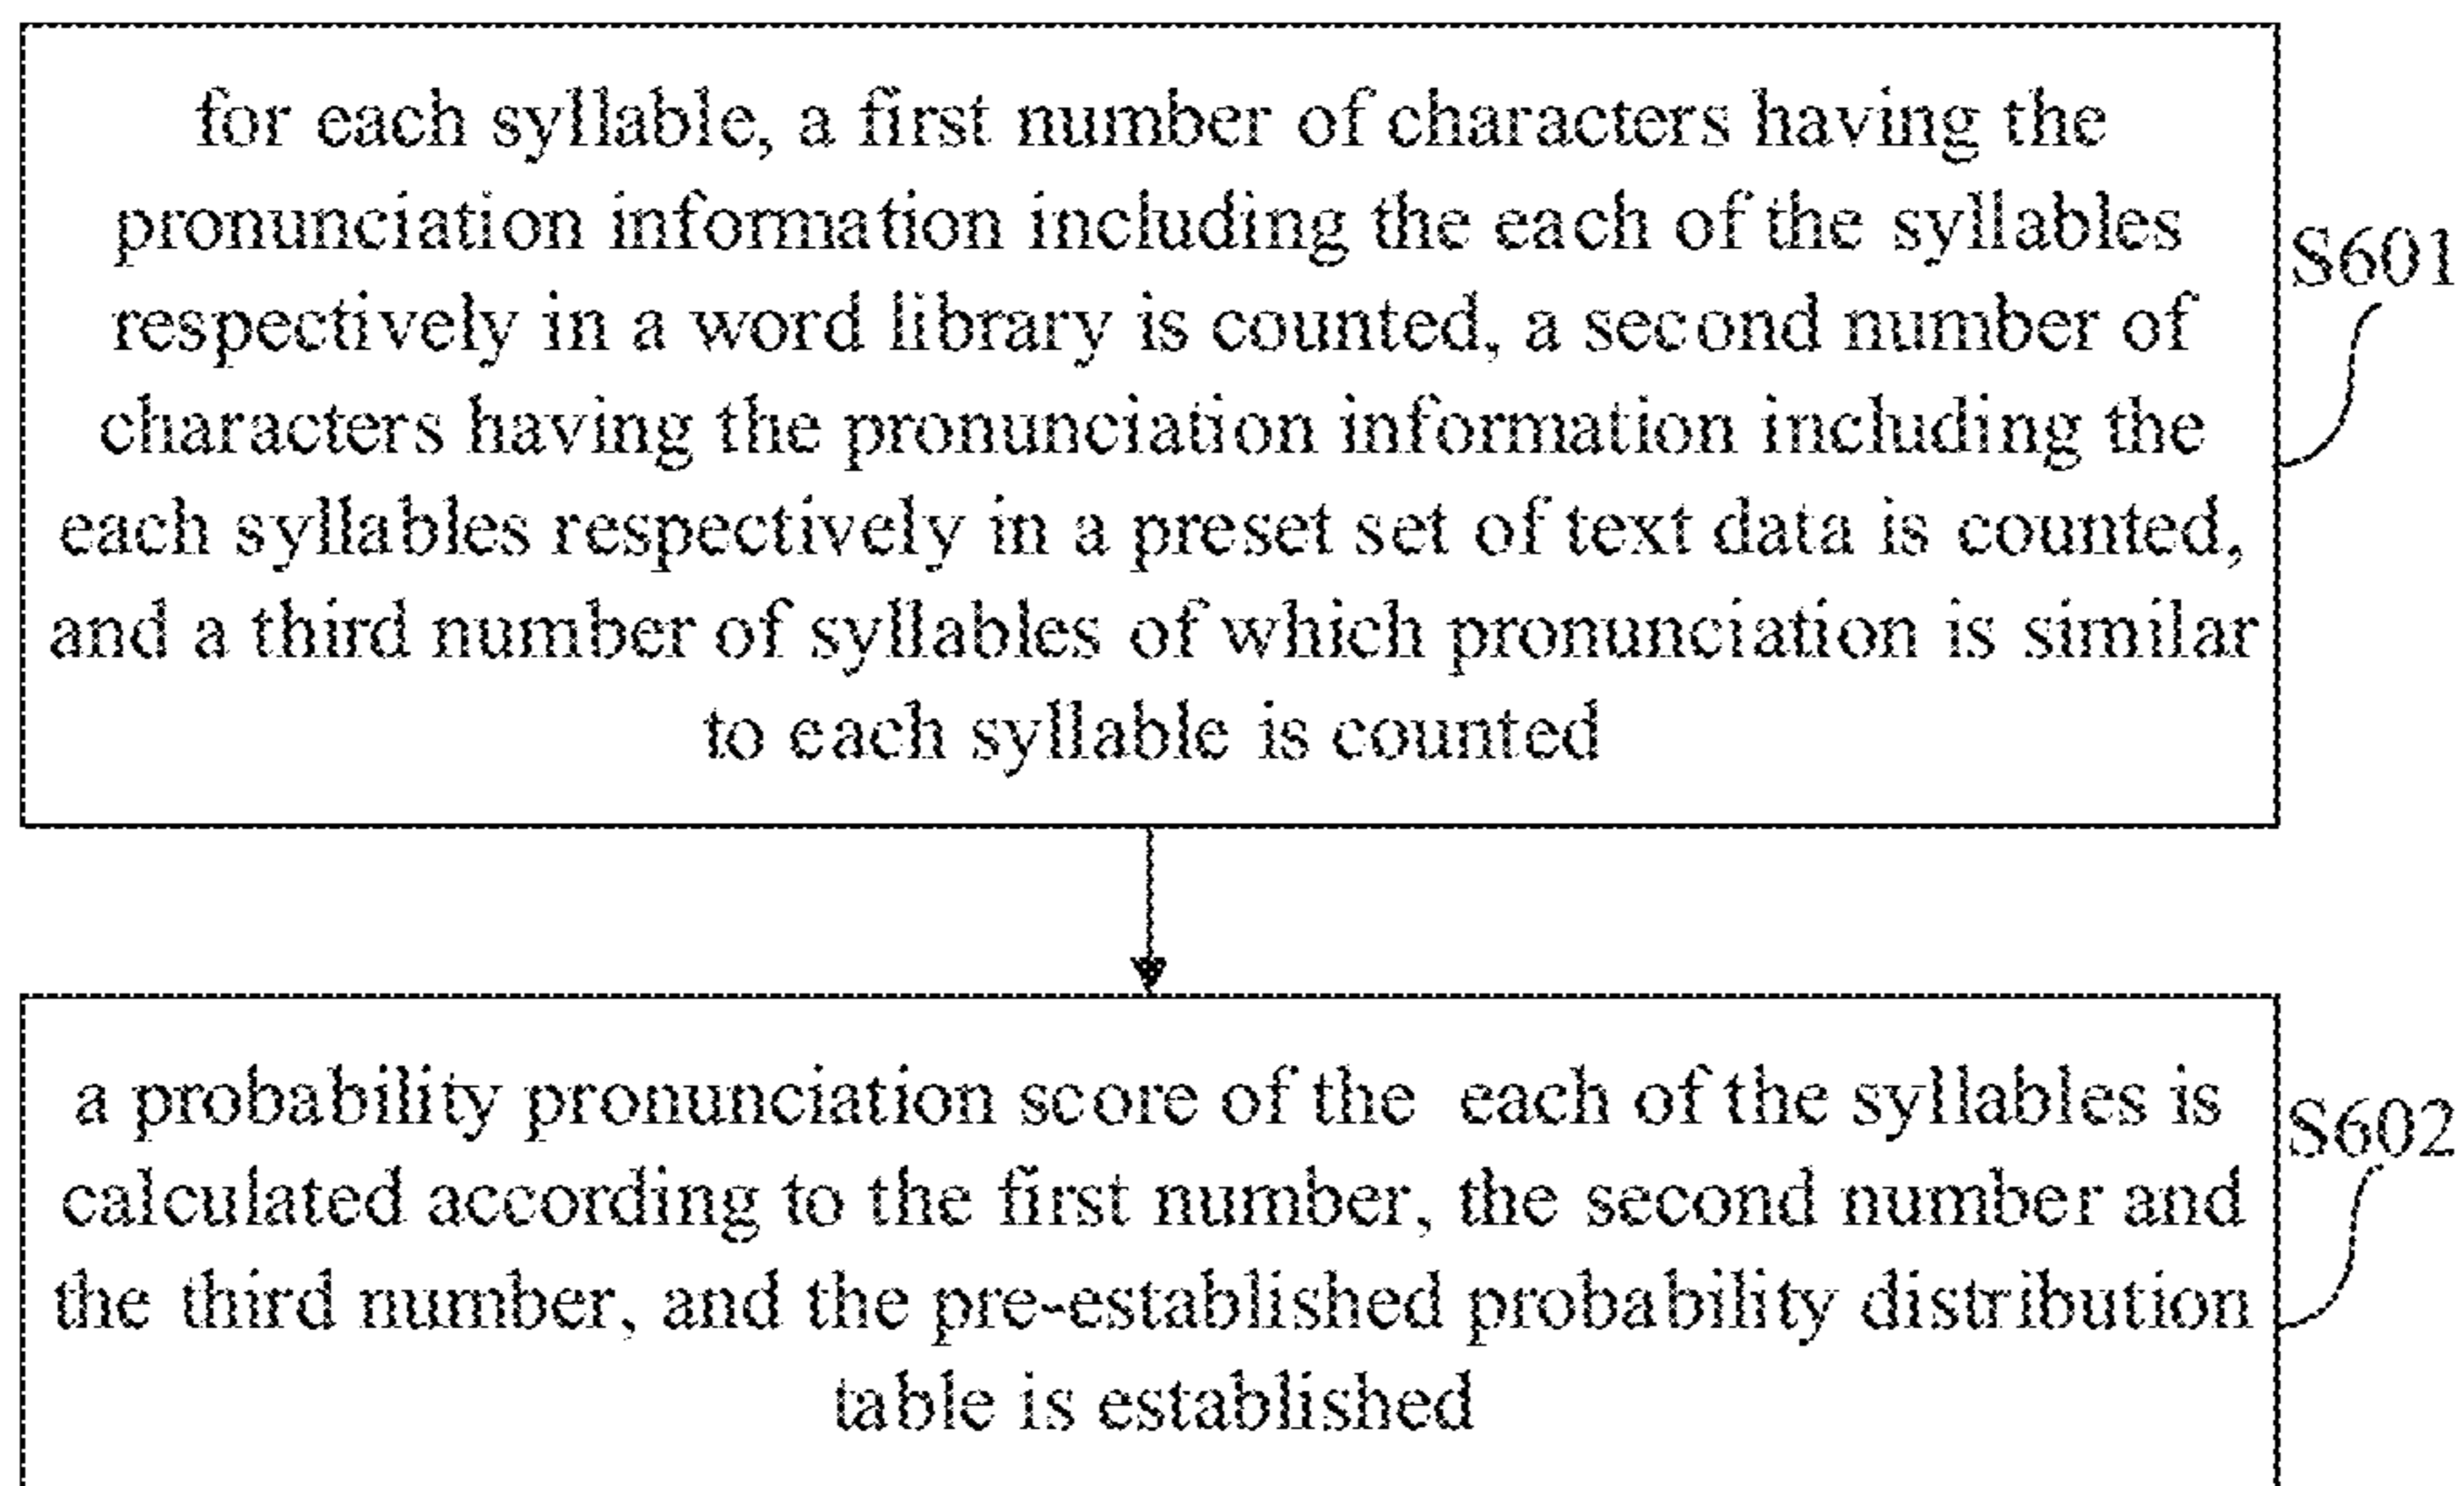 for each syllable, a first number of characters having the
pronunciation information including the each of the syllables
respectively in a word library is counted, a second number of
characters having the pronunciation information including the
each syllables respectively in a preset set of text data is counted,
and a third number of syllables of which pronunciation is similar
to each syllable is counted
S601
a probability pronunciation score of the each of the syllables is
calculated according to the first number, the second number and
the third number, and the pre-established probability distribution
table is established
S602